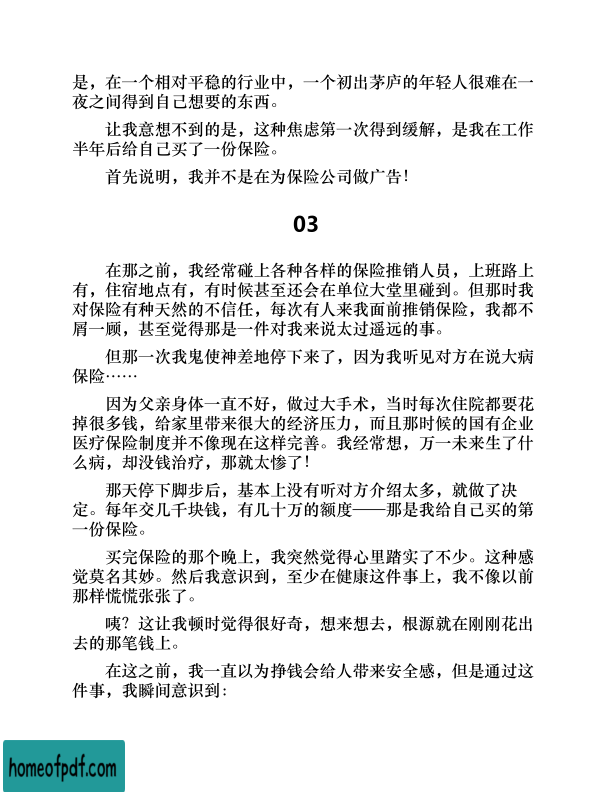 是，在一个相对平稳的行业中，一个初出茅庐的年轻人很难在一
夜之间得到自己想要的东西。
让我意想不到的是，这种焦虑第一次得到缓解，是我在工作
半年后给自己买了一份保险。
首先说明，我并不是在为保险公司做广告！
03
在那之前，我经常碰上各种各样的保险推销人员，上班路上
有，住宿地点有，有时候甚至还会在单位大堂里碰到。但那时我
对保险有种天然的不信任，每次有人来我面前推销保险，我都不
屑一顾，甚至觉得那是一件对我来说太过遥远的事。
但那一次我鬼使神差地停下来了，因为我听见对方在说大病
保险……
因为父亲身体一直不好，做过大手术，当时每次住院都要花
掉很多钱，给家里带来很大的经济压力，而且那时候的国有企业
医疗保险制度并不像现在这样完善。我经常想，万一未来生了什
么病，却没钱治疗，那就太惨了！
那天停下脚步后，基本上没有听对方介绍太多，就做了决
定。每年交几千块钱，有几十万的额度——那是我给自己买的第
一份保险。
买完保险的那个晚上，我突然觉得心里踏实了不少。这种感
觉莫名其妙。然后我意识到，至少在健康这件事上，我不像以前
那样慌慌张张了。
咦？这让我顿时觉得很好奇，想来想去，根源就在刚刚花出
去的那笔钱上。
在这之前，我一直以为挣钱会给人带来安全感，但是通过这
件事，我瞬间意识到：
homeofpdf.com